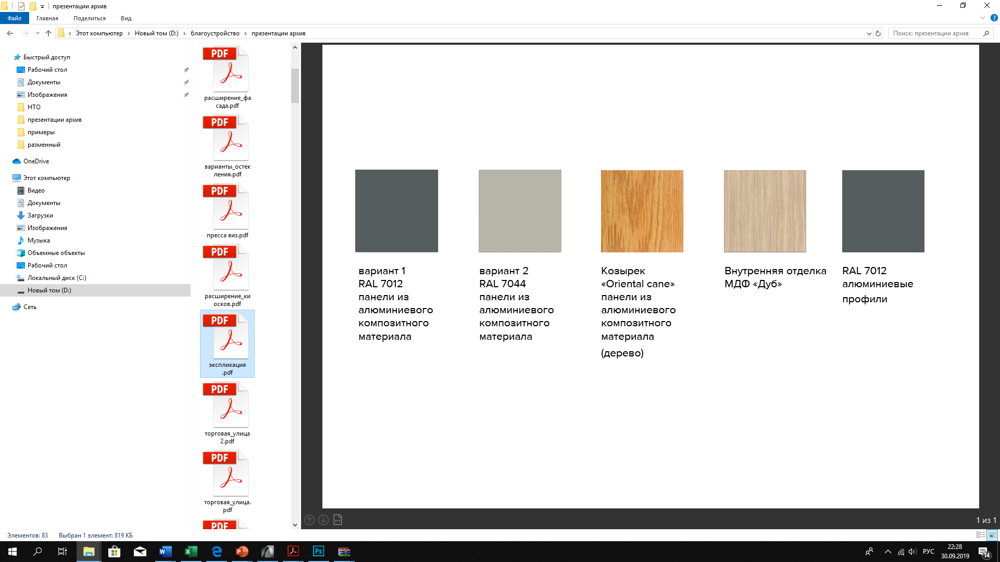 презентации архив
Файл
Главная
Поделиться
Вид
Этот компьютер
Новый том (D:)
благоустройство
презентации архив
Поиск: презентации архив
Быстрый доступ
Рабочий стол
Документы
Изображения
НТО
презентации архив
примеры
разменный
OneDrive
Этот компьютер
Видео
Документы
Загрузки
Изображения
Музыка
Объемные объекты
Рабочий стол
Локальный диск (C:)
Новый том (D:)
Сеть
PDF
расширение_фа
сада.pdf
PDF
варианты_остек
ления.pdf
PDF
пресса виз.pdf
PDF
расширение_ки
осков.pdf
PDF
экспликация
.pdf
PDF
торговая_улица
2.pdf
PDF
торговая_улица.
pdf
PDF
вариант 1
RAL 7012
панели из
алюминиевого
композитного
материала
вариант 2
RAL 7044
панели из
алюминиевого
композитного
материала
Козырек
«Oriental cane»
панели из
алюминиевого
композитного
материала
(дерево)
Внутренняя отделка
МДФ «Дуб»
RAL 7012
алюминиевые
профили
1 из 1
Элементов: 83
Выбран 1 элемент: 819 КБ
РУС
22:28
30.09.2019
14